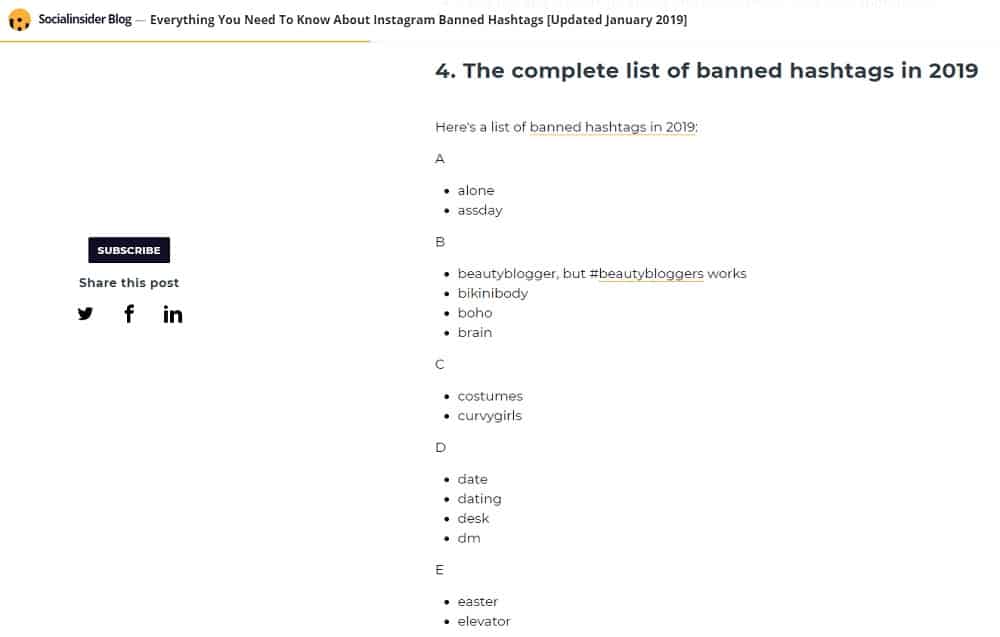 Socialinsider Blog — Everything You Need To Know About Instagram Banned Hashtags [Updated January 2019]
4. The complete list of banned hashtags in 2019
Here's a list of banned hashtags in 2019:
A
• alone
• assday
B
• beautyblogger, but #beautybloggers works
• bikinibody
• boho
• brain
SUBSCRIBE
Share this post
C
• costumes
• curvygirls
D
• date
• dating
• desk
• dm
E
• easter
• elevator